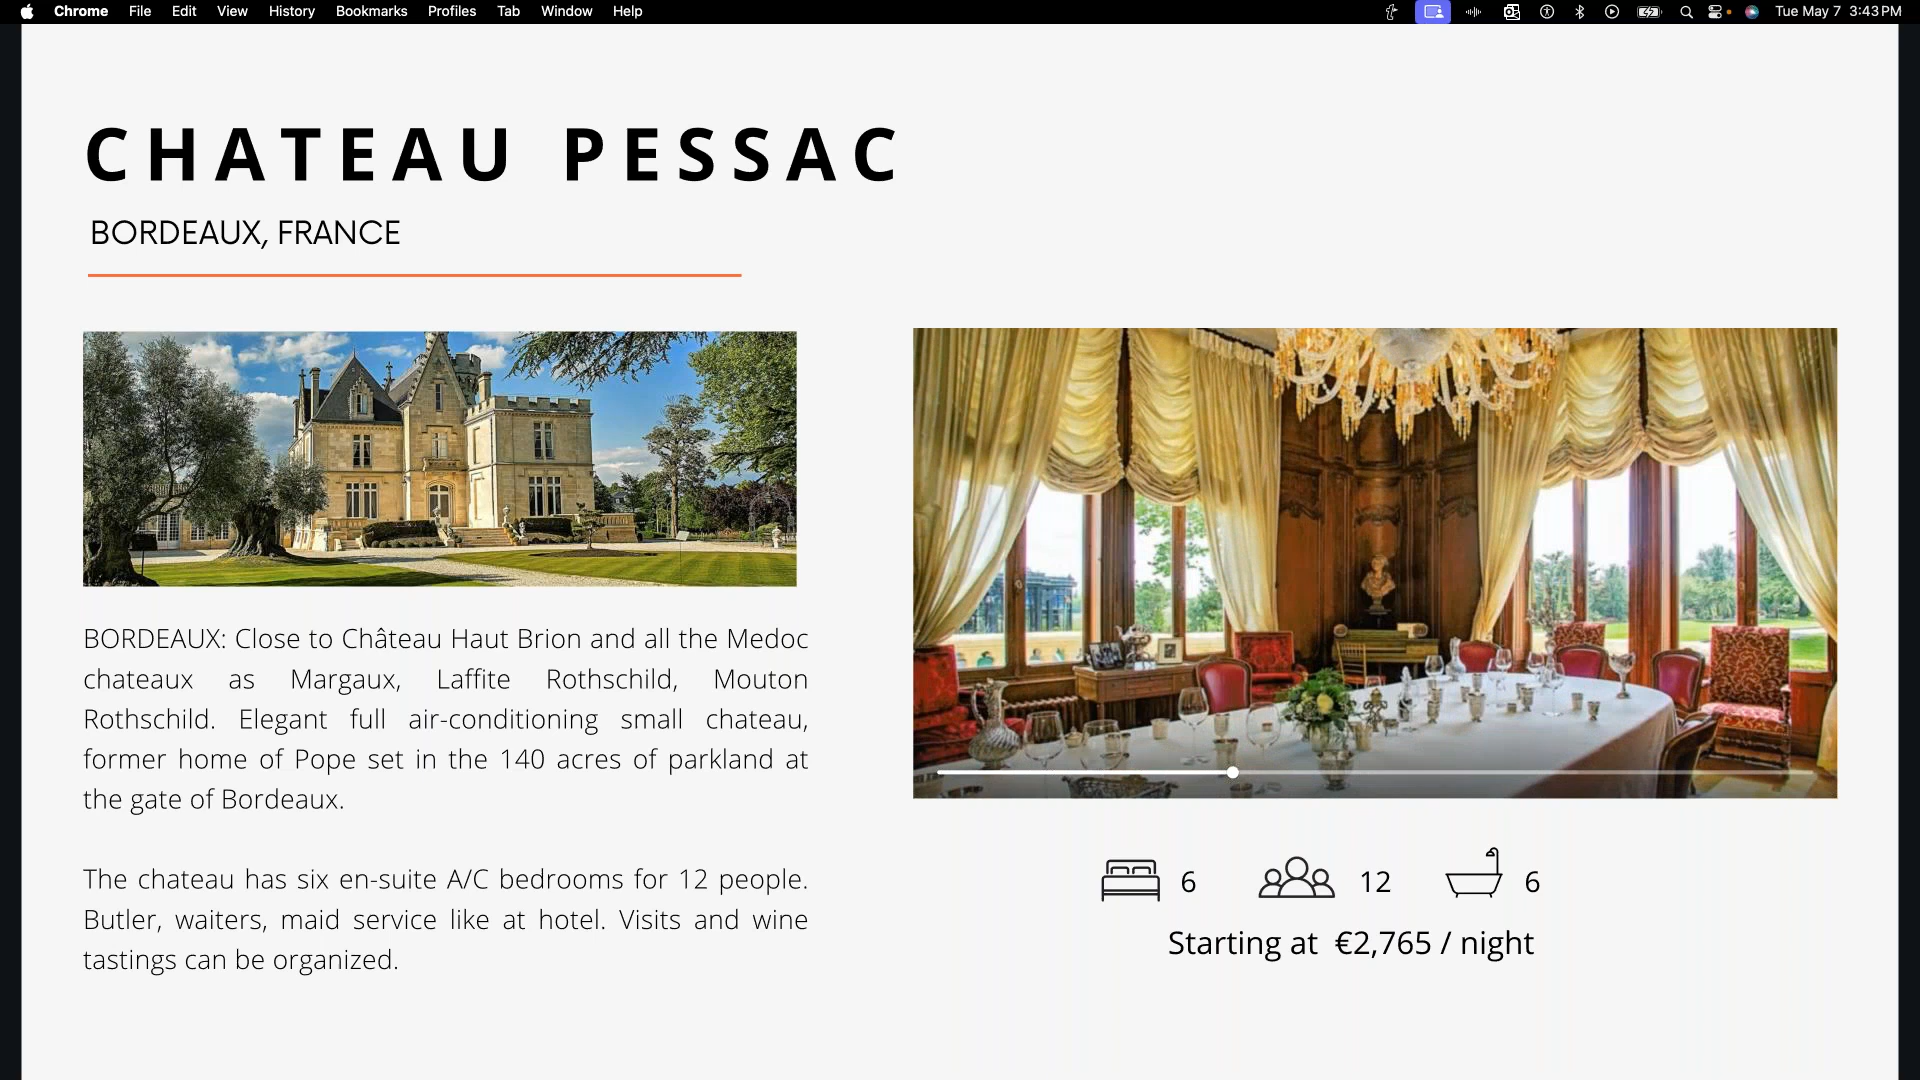 Chrome File Edit View History Bookmarks Profiles Tab Window Help Tue May 7 3:43 PM
CHATEAU PESSAC
BORDEAUX, FRANCE
BORDEAUX: Close to Château Haut Brion and all the Medoc
chateaux as Margaux, Laffite Rothschild, Mouton
Rothschild. Elegant full air-conditioning small chateau,
former home of Pope set in the 140 acres of parkland at
the gate of Bordeaux.
The chateau has six en-suite A/C bedrooms for 12 people.
Butler, waiters, maid service like at hotel. Visits and wine
tastings can be organized.
6 12 6
Starting at €2,765 / night